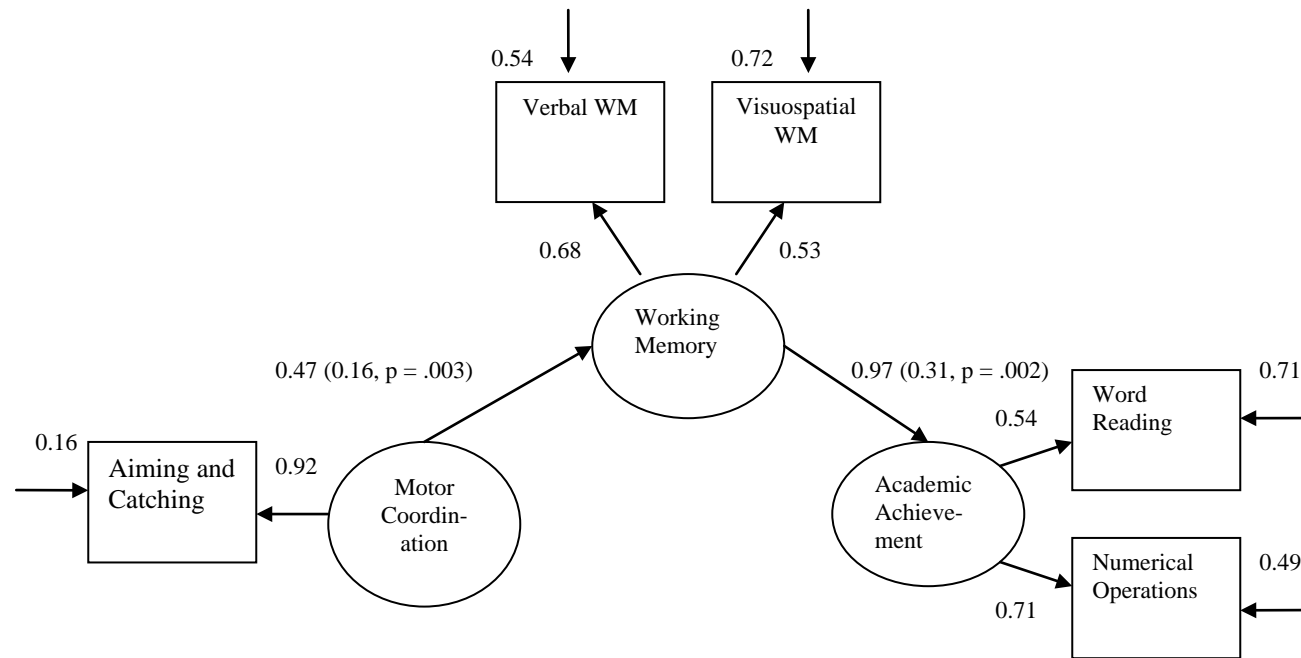 0.54
0.72
Verbal WM
Visuospatial
WM
0.68
0.53
Working
Memory
0.47 (0.16, p = .003)
0.97 (0.31, p = .002)
0.16
Aiming and
Catching
0.92
Motor
Coordin-
ation
Academic
Achieve-
ment
0.54
Word
Reading
0.71
0.71
Numerical
Operations
0.49